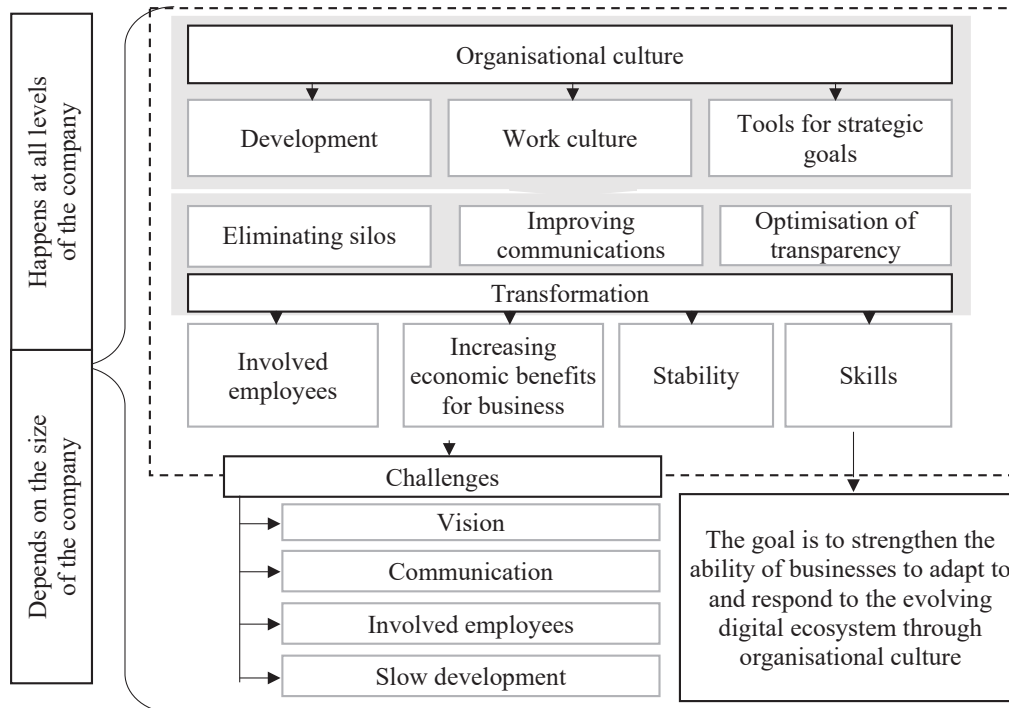 Happens at all levels
of the company
Depends on the size
of the company
Organisational culture
Development
Work culture
Tools for strategic
goals
Eliminating silos
Improving
communications
Optimisation of
transparency
Transformation
Involved
employees
Increasing
economic benefits
for business
Stability
Skills
Challenges
Vision
Communication
Involved employees
Slow development
The goal is to strengthen the
ability of businesses to adapt to
and respond to the evolving
digital ecosystem through
organisational culture